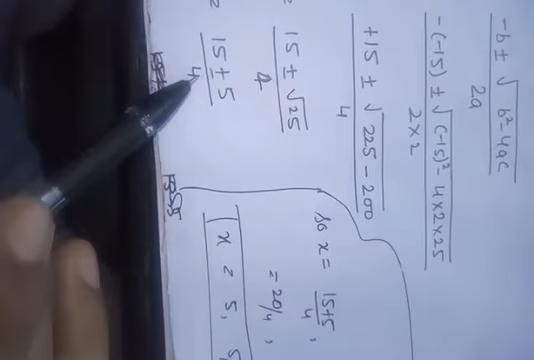 -b ± √b²-4ac / 2a
-(-15) ± √(-15)²-4×2×25 / 2×2
+15 ± √225-200 / 4
15 ± √25 / 4
15 ± 5 / 4
so x = 15+5 / 4 ,
= 20/4 ,
x = 5, 5